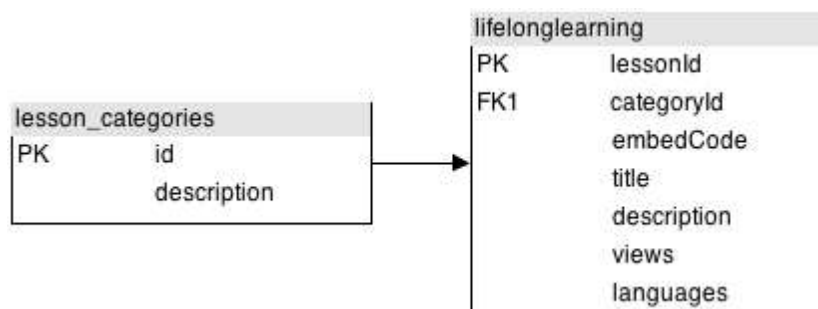 lesson_categories
PK id
description
lifelonglearning
PK lessonId
FK1 categoryId
embedCode
title
description
views
languages